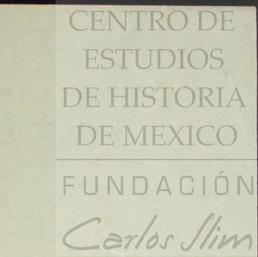 CENTRO DE
ESTUDIOS
DE HISTORIA
DE MEXICO
FUNDACIÓN
Carlos Slim